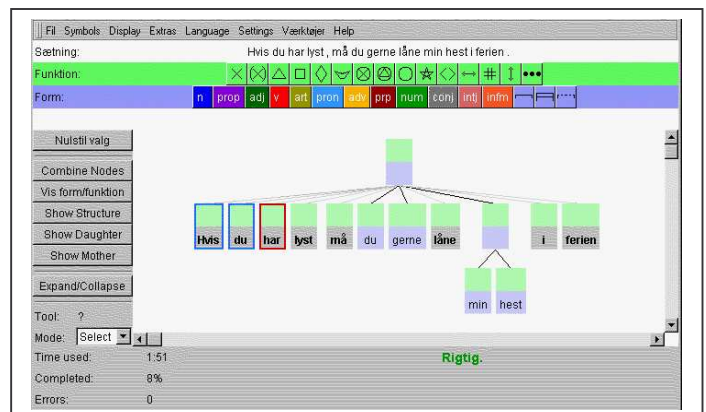 Fil Symbols Display Extras Language Settings Værktøjer Help
Sætning: Hvis du har lyst , må du gerne låne min hest i ferien .
Funktion:
Form: n prop adj v art pron adv prp num conj intj infm
Nulstil valg
Combine Nodes
Vis form/funktion
Show Structure
Show Daughter
Show Mother
Expand/Collapse
Hvis du har lyst må du gerne låne i ferien
min hest
Tool: ?
Mode: Select
Time used: 1:51 Rigtig.
Completed: 8%
Errors: 0